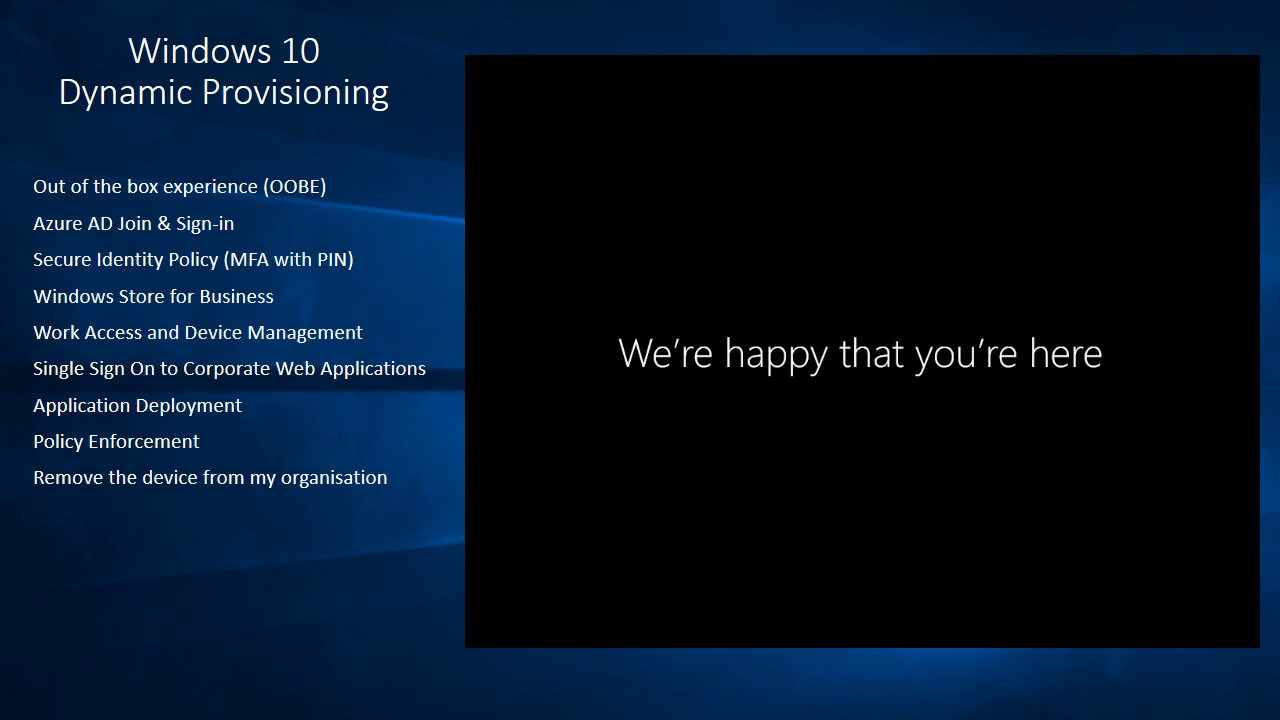 Windows 10
Dynamic Provisioning
Out of the box experience (OOBE)
Azure AD Join & Sign-in
Secure Identity Policy (MFA with PIN)
Windows Store for Business
Work Access and Device Management
Single Sign On to Corporate Web Applications
Application Deployment
Policy Enforcement
Remove the device from my organisation
We’re happy that you’re here